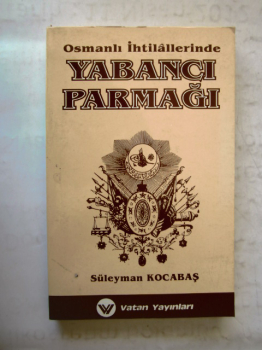 Osmanlı İhtilâllerinde
YABANCI
PARMAĞI
Süleyman KOCABAŞ
Vatan Yayınları